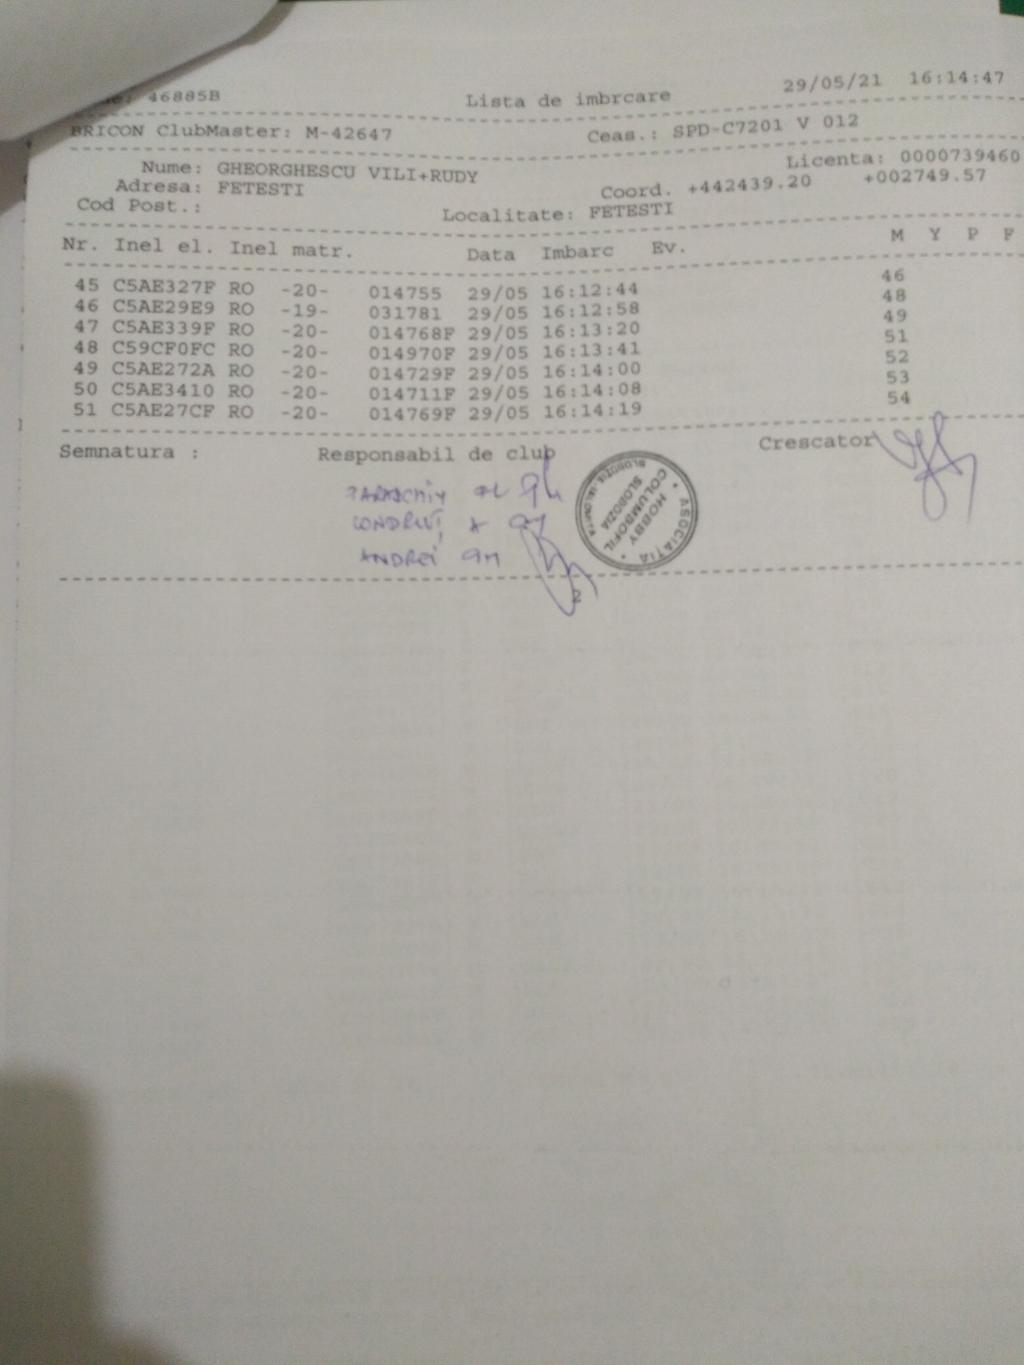 46885B Lista de imbrcare 29/05/21 16:14:47
BRICON ClubMaster: M-42647 Ceas.: SPD-C7201 V 012
Nume: GHEORGHESCU VILI+RUDY Licenta: 0000739460
Adresa: FETESTI Coord. +442439.20 +002749.57
Cod Post.: Localitate: FETESTI
Nr. Inel el. Inel matr. Data Imbarc Ev. M Y P F
45 C5AE327F RO -20- 014755 29/05 16:12:44 46
46 C5AE29E9 RO -19- 031781 29/05 16:12:58 48
47 C5AE339F RO -20- 014768F 29/05 16:13:20 49
48 C59CF0FC RO -20- 014970F 29/05 16:13:41 51
49 C5AE272A RO -20- 014729F 29/05 16:14:00 52
50 C5AE3410 RO -20- 014711F 29/05 16:14:08 53
51 C5AE27CF RO -20- 014769F 29/05 16:14:19 54
Semnatura : Responsabil de club Crescator
PARASCHIV
ANDREI
ASOCIAȚIA
HOBBY
COLUMBOFIL
SLOBOZIA
2